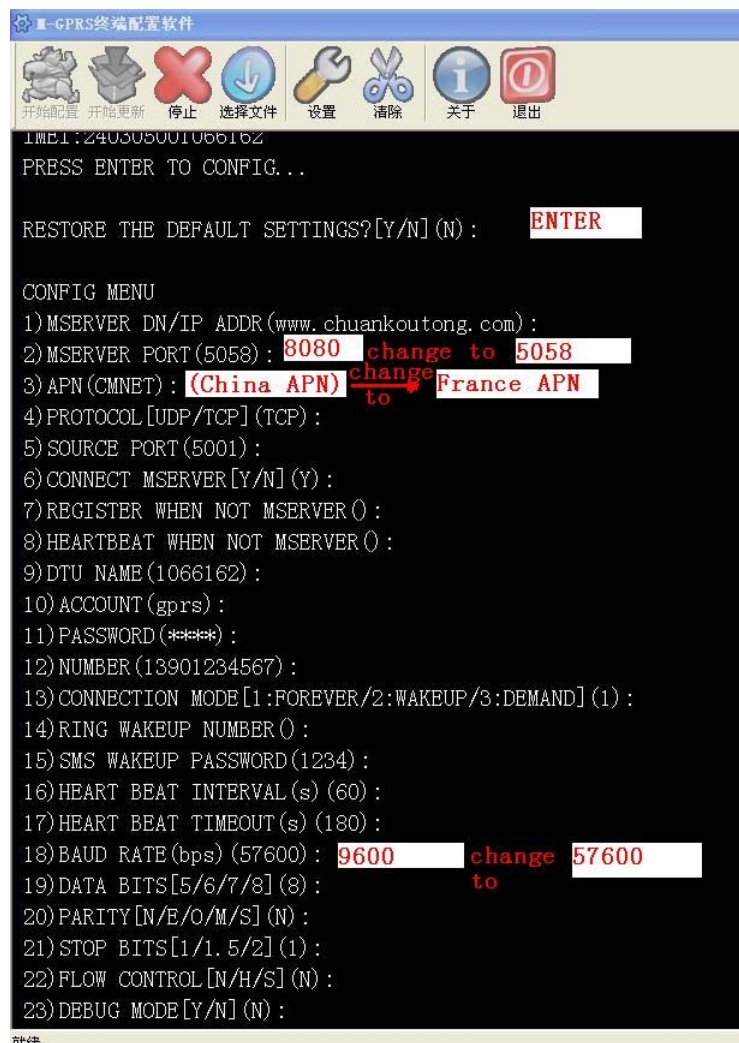 M-GPRS终端配置软件
开始配置 开始更新 停止 选择文件 设置 清除 关于 退出
IMEI:240305001066162
PRESS ENTER TO CONFIG...
RESTORE THE DEFAULT SETTINGS?[Y/N](N): ENTER
CONFIG MENU
1)MSERVER DN/IP ADDR(www.chuankoutong.com):
2)MSERVER PORT(5058): 8080 change to 5058
3)APN(CMNET): (China APN) change to France APN
4)PROTOCOL[UDP/TCP](TCP):
5)SOURCE PORT(5001):
6)CONNECT MSERVER[Y/N](Y):
7)REGISTER WHEN NOT MSERVER():
8)HEARTBEAT WHEN NOT MSERVER():
9)DTU NAME(1066162):
10)ACCOUNT(gprs):
11)PASSWORD(****):
12)NUMBER(13901234567):
13)CONNECTION MODE[1:FOREVER/2:WAKEUP/3:DEMAND](1):
14)RING WAKEUP NUMBER():
15)SMS WAKEUP PASSWORD(1234):
16)HEART BEAT INTERVAL(s)(60):
17)HEART BEAT TIMEOUT(s)(180):
18)BAUD RATE(bps)(57600): 9600 change to 57600
19)DATA BITS[5/6/7/8](8):
20)PARITY[N/E/O/M/S](N):
21)STOP BITS[1/1.5/2](1):
22)FLOW CONTROL[N/H/S](N):
23)DEBUG MODE[Y/N](N):
就绪